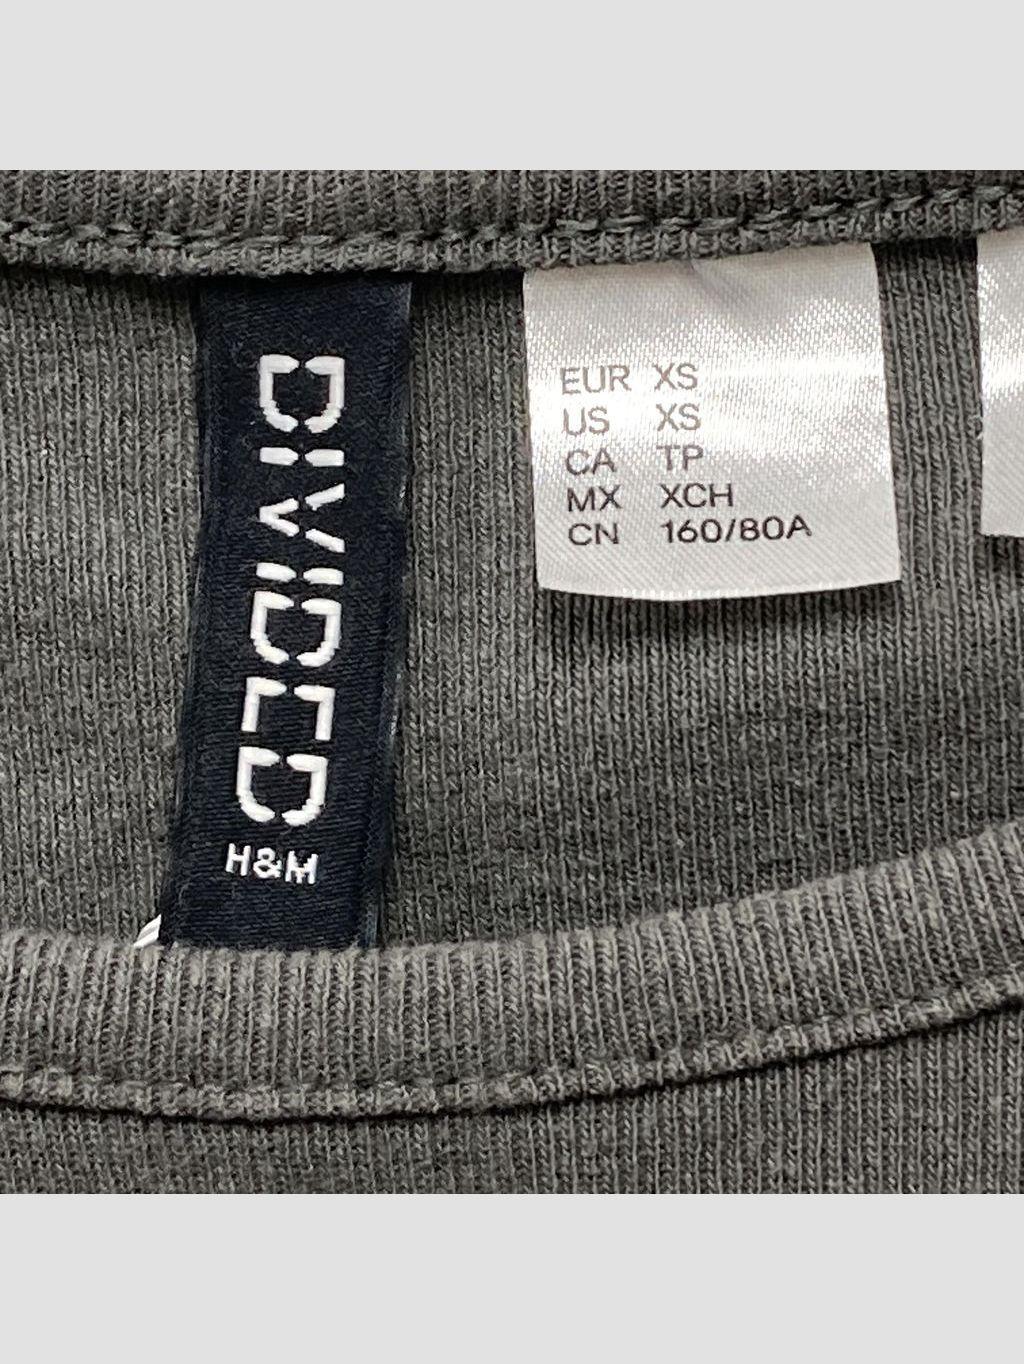 DIVIDED
H&M
EUR XS
US XS
CA TP
MX XCH
CN 160/80A